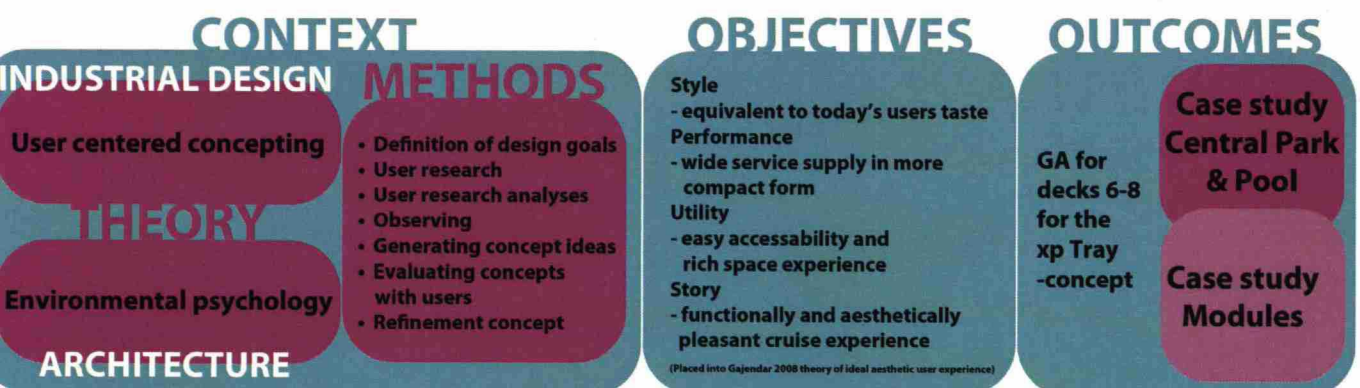 CONTEXT
INDUSTRIAL DESIGN
User centered concepting
THEORY
Environmental psychology
ARCHITECTURE
METHODS
• Definition of design goals
• User research
• User research analyses
• Observing
• Generating concept ideas
• Evaluating concepts
with users
• Refinement concept
OBJECTIVES
Style
- equivalent to today's users taste
Performance
- wide service supply in more
compact form
Utility
- easy accessability and
rich space experience
Story
- functionally and aesthetically
pleasant cruise experience
(Placed into Gajendar 2008 theory of ideal aesthetic user experience)
OUTCOMES
GA for
decks 6-8
for the
xp Tray
-concept
Case study
Central Park
& Pool
Case study
Modules